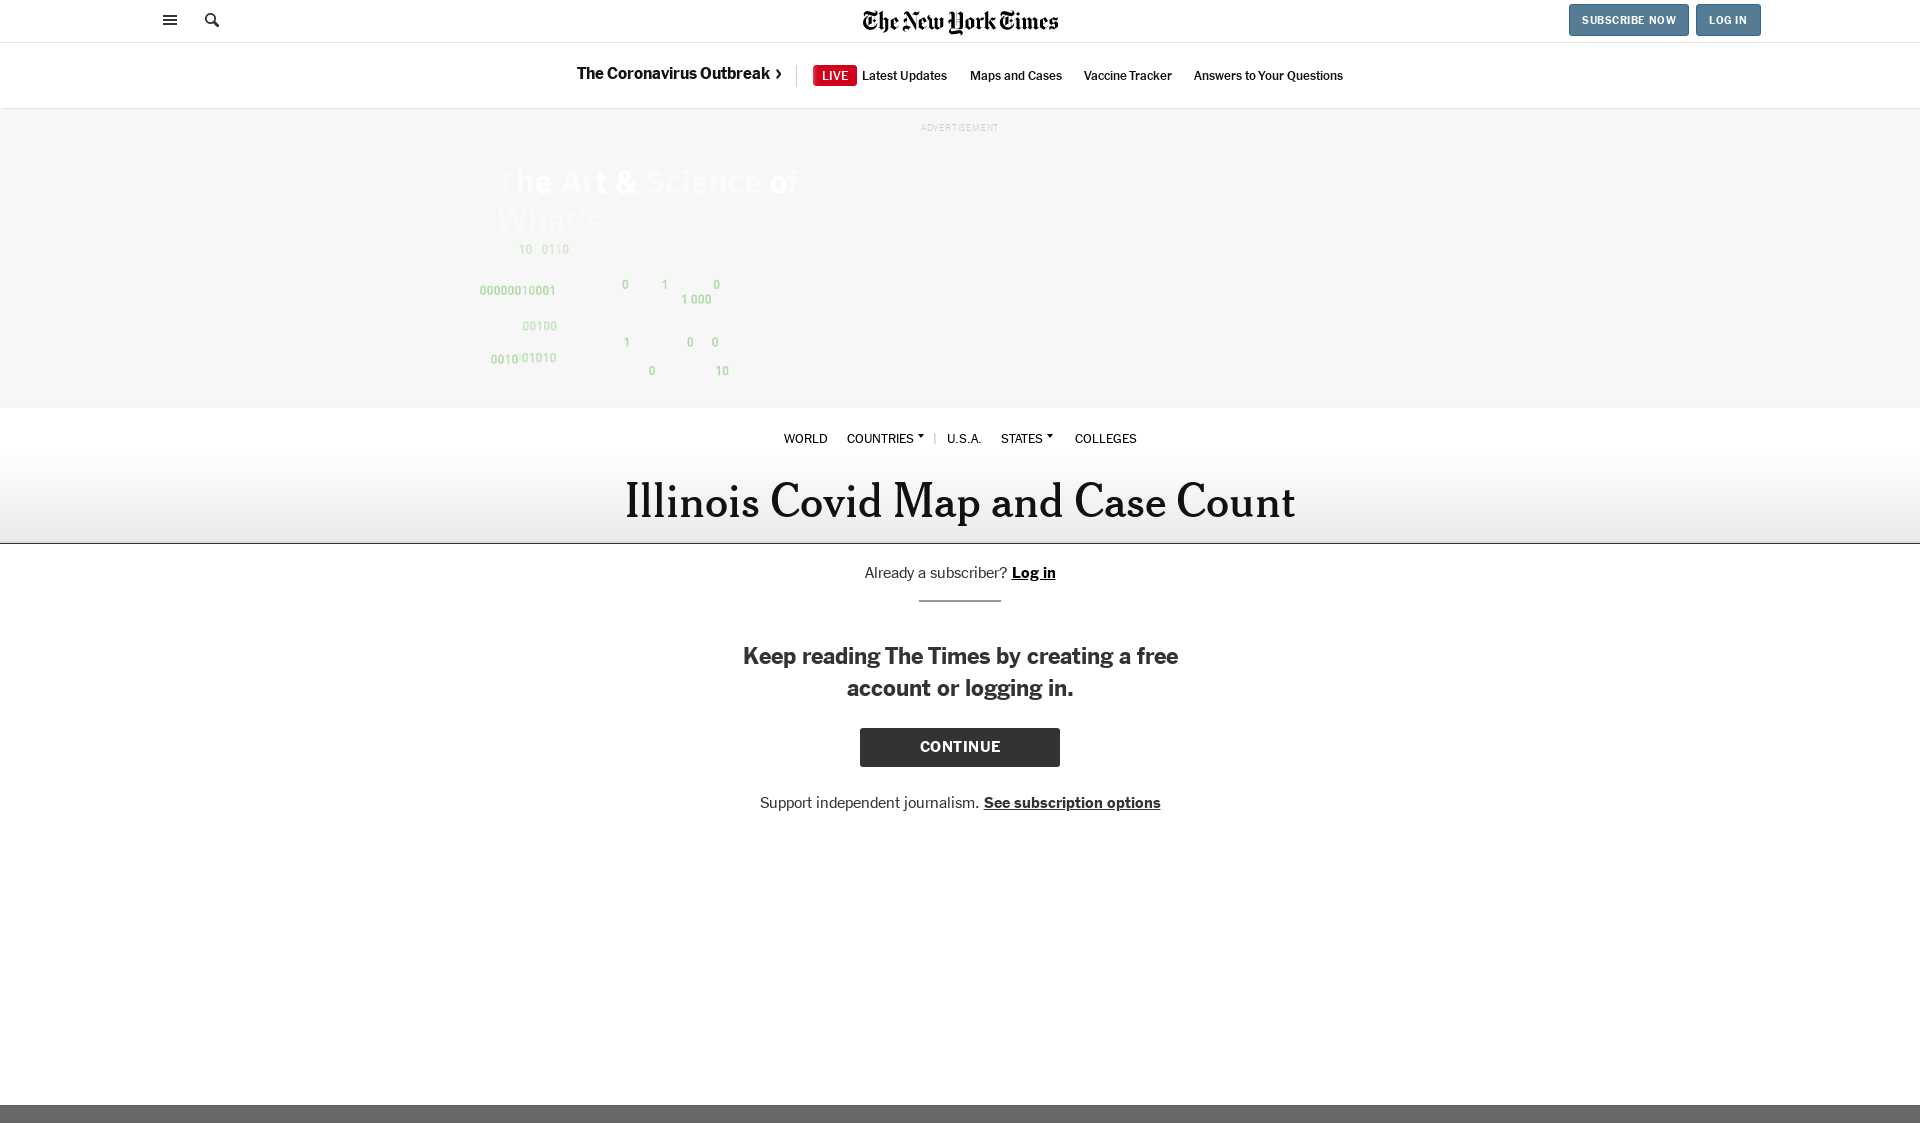 The New York Times
SUBSCRIBE NOW
LOG IN
The Coronavirus Outbreak ›
LIVE Latest Updates
Maps and Cases
Vaccine Tracker
Answers to Your Questions
ADVERTISEMENT
The Art & Science of
What's
10 0110
0 1 0
00000010001
1 000
00100
1 0 0
0010 01010
0 10
WORLD COUNTRIES | U.S.A. STATES COLLEGES
Illinois Covid Map and Case Count
Already a subscriber? Log in
Keep reading The Times by creating a free
account or logging in.
CONTINUE
Support independent journalism. See subscription options